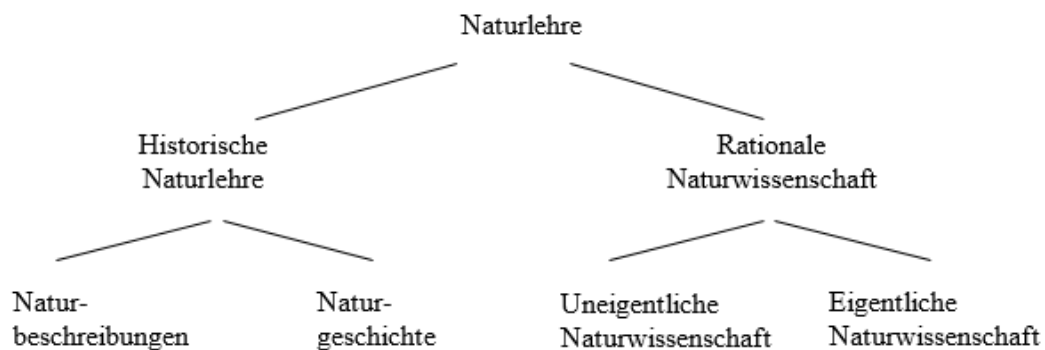 Naturlehre
Historische
Naturlehre
Rationale
Naturwissenschaft
Natur-
beschreibungen
Natur-
geschichte
Uneigentliche
Naturwissenschaft
Eigentliche
Naturwissenschaft